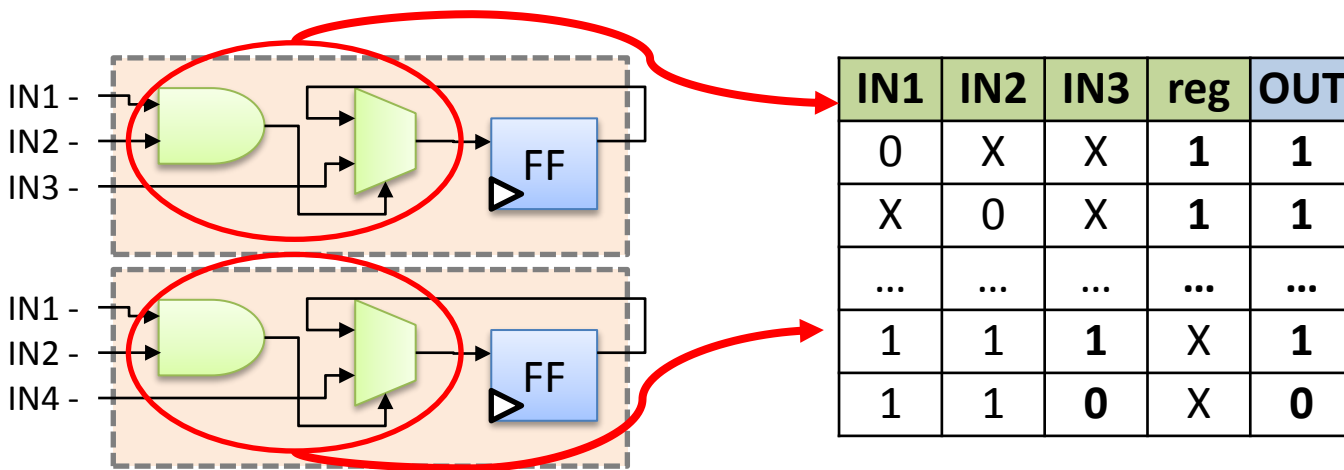 IN1 -
IN2 -
IN3 -
FF
IN1 -
IN2 -
IN4 -
FF
IN1 IN2 IN3 reg OUT
0 X X 1 1
X 0 X 1 1
... ... ... ... ...
1 1 1 X 1
1 1 0 X 0